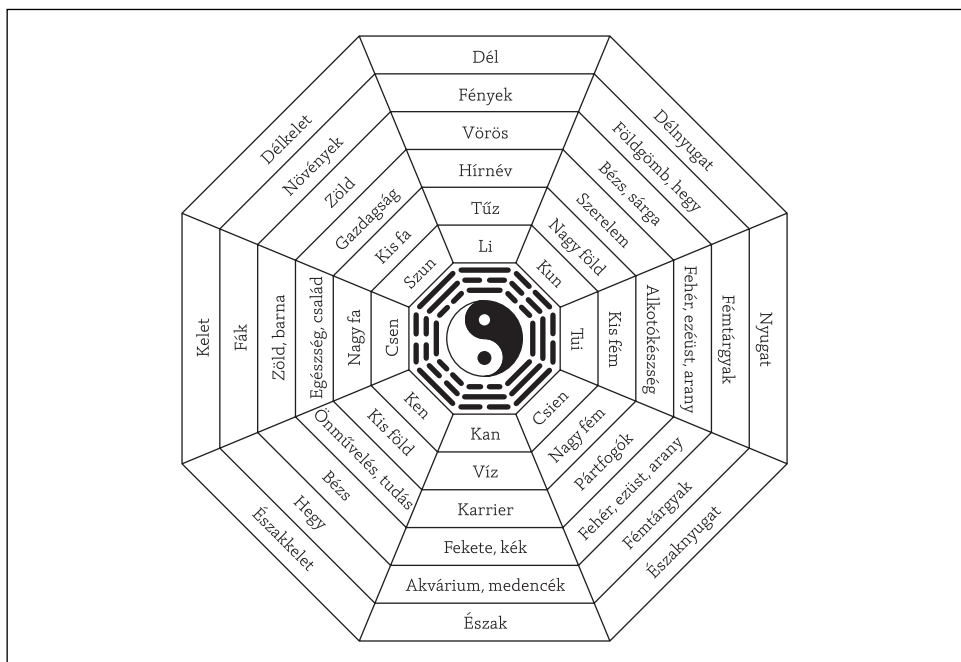 Dél
Fények
Vörös
Hírnév
Tűz
Li
Délnyugat
Földgömb, hegy
Bézs, sárga
Szerelem
Nagy föld
Kun
Nyugat
Fémtárgyak
Fehér, ezéüst, arany
Alkotókészség
Kis fém
Tui
Északnyugat
Fémtárgyak
Fehér, ezüst, arany
Pártfogók
Nagy fém
Csien
Kan
Víz
Karrier
Fekete, kék
Akvárium, medencék
Észak
Ken
Kis föld
Önművelés, tudás
Bézs
Hegy
Északkelet
Kelet
Fák
Zöld, barna
Egészség, család
Nagy fa
Csen
Délkelet
Növények
Zöld
Gazdagság
Kis fa
Szun